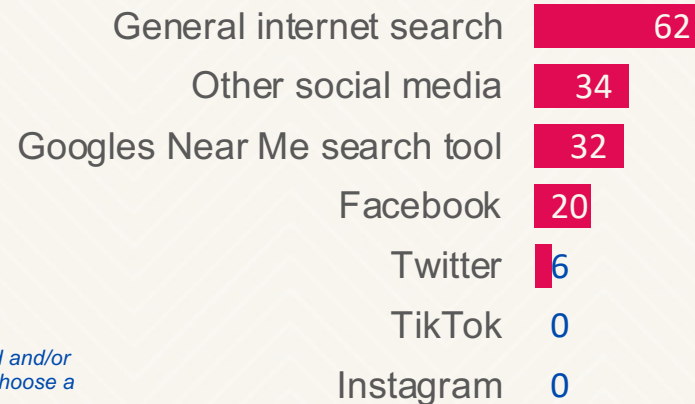 General internet search 62
Other social media 34
Googles Near Me search tool 32
Facebook 20
Twitter 6
TikTok 0
and/or
Instagram 0
hoose a